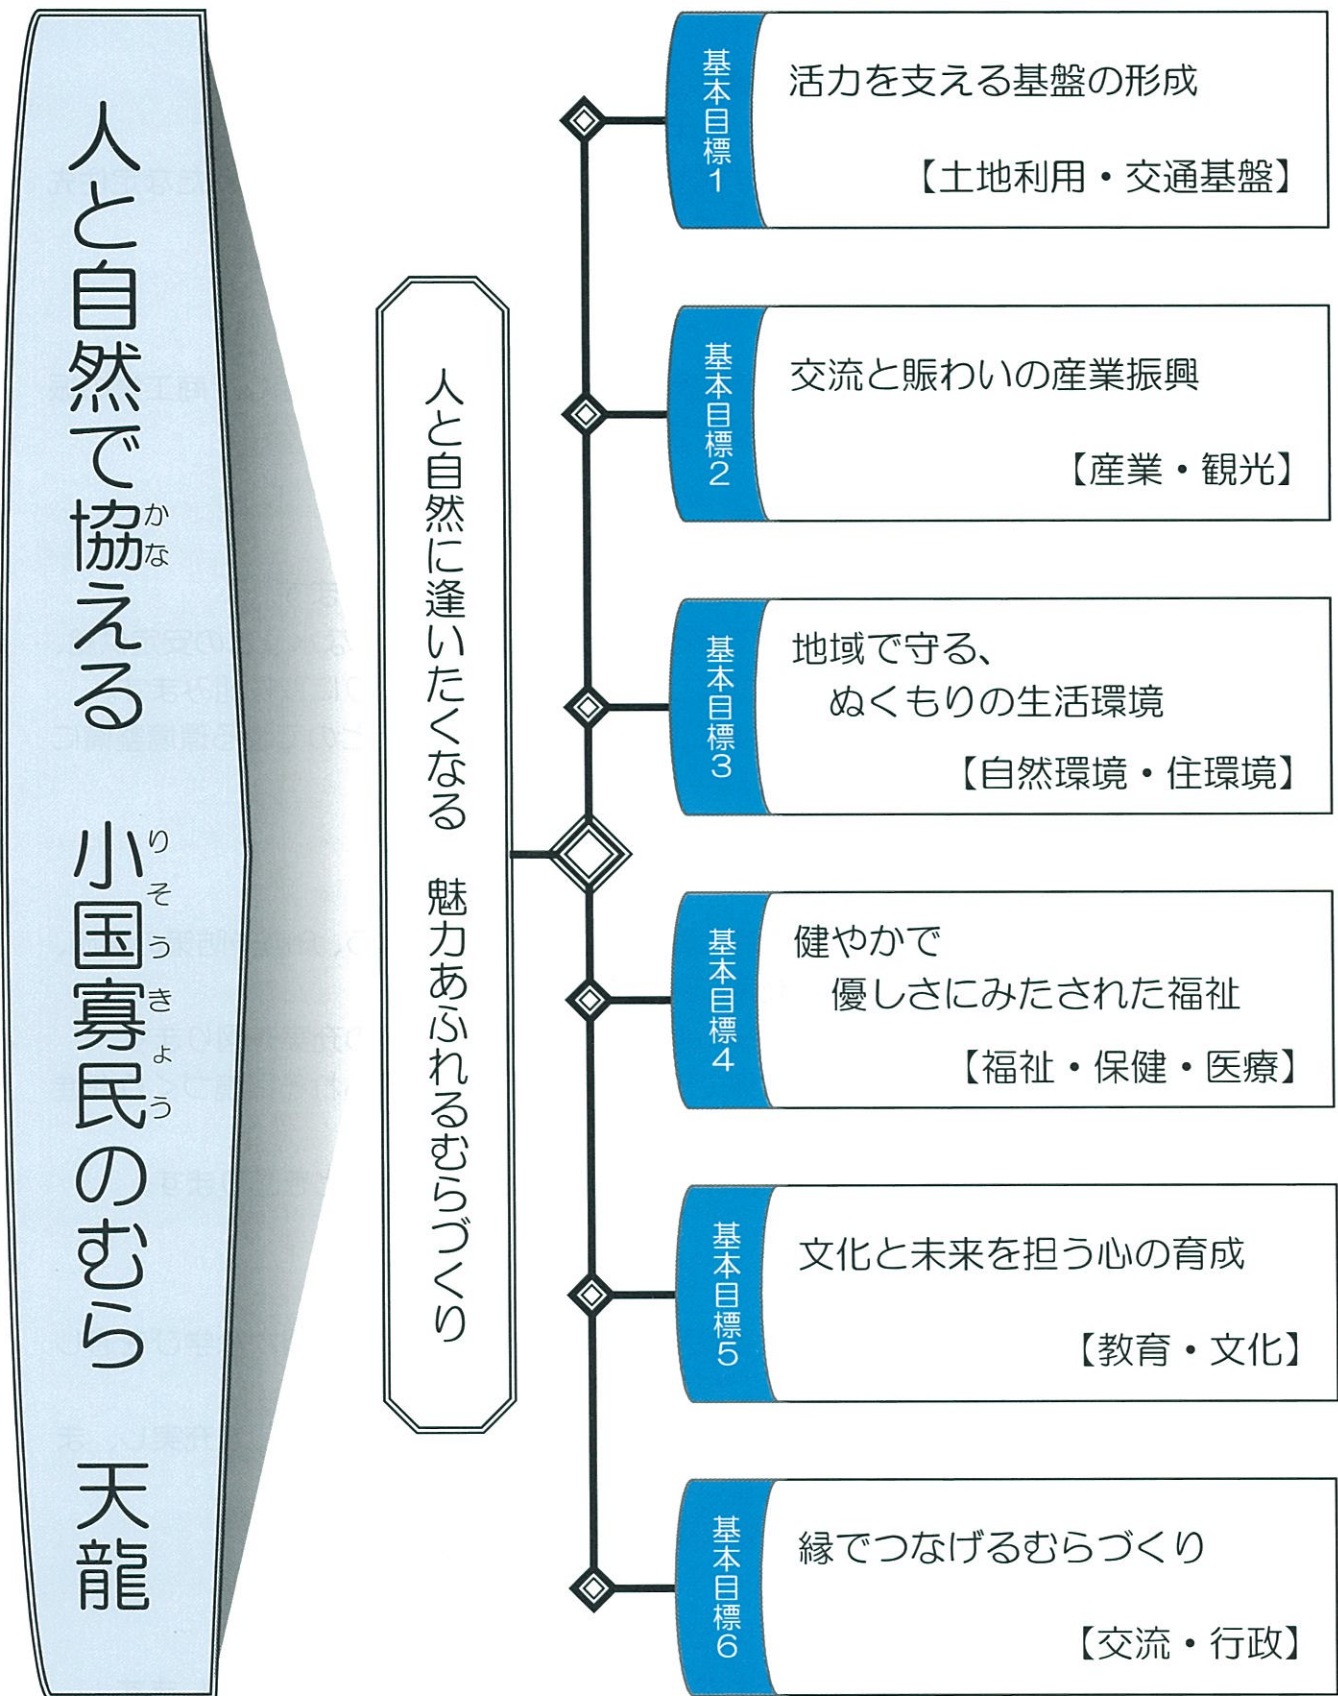 人と自然で協える　小国寡民のむら　天龍
かな
りそうきょう
人と自然に逢いたくなる　魅力あふれるむらづくり
基本目標1
活力を支える基盤の形成
【土地利用・交通基盤】
基本目標2
交流と賑わいの産業振興
【産業・観光】
基本目標3
地域で守る、
ぬくもりの生活環境
【自然環境・住環境】
基本目標4
健やかで
優しさにみたされた福祉
【福祉・保健・医療】
基本目標5
文化と未来を担う心の育成
【教育・文化】
基本目標6
縁でつなげるむらづくり
【交流・行政】